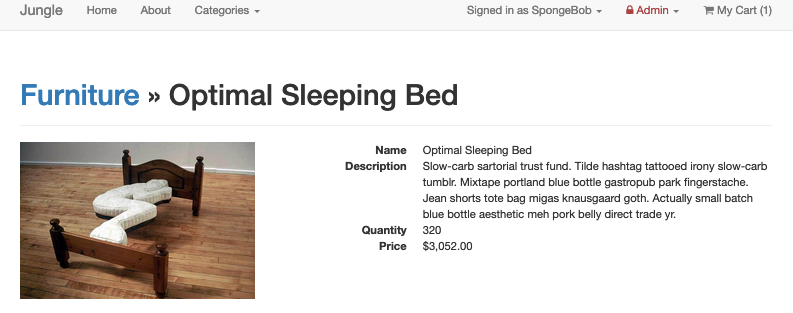 Jungle Home About Categories Signed in as SpongeBob Admin My Cart (1)
Furniture » Optimal Sleeping Bed
Name Optimal Sleeping Bed
Description Slow-carb sartorial trust fund. Tilde hashtag tattooed irony slow-carb
tumblr. Mixtape portland blue bottle gastropub park fingerstache.
Jean shorts tote bag migas knausgaard goth. Actually small batch
blue bottle aesthetic meh pork belly direct trade yr.
Quantity 320
Price $3,052.00